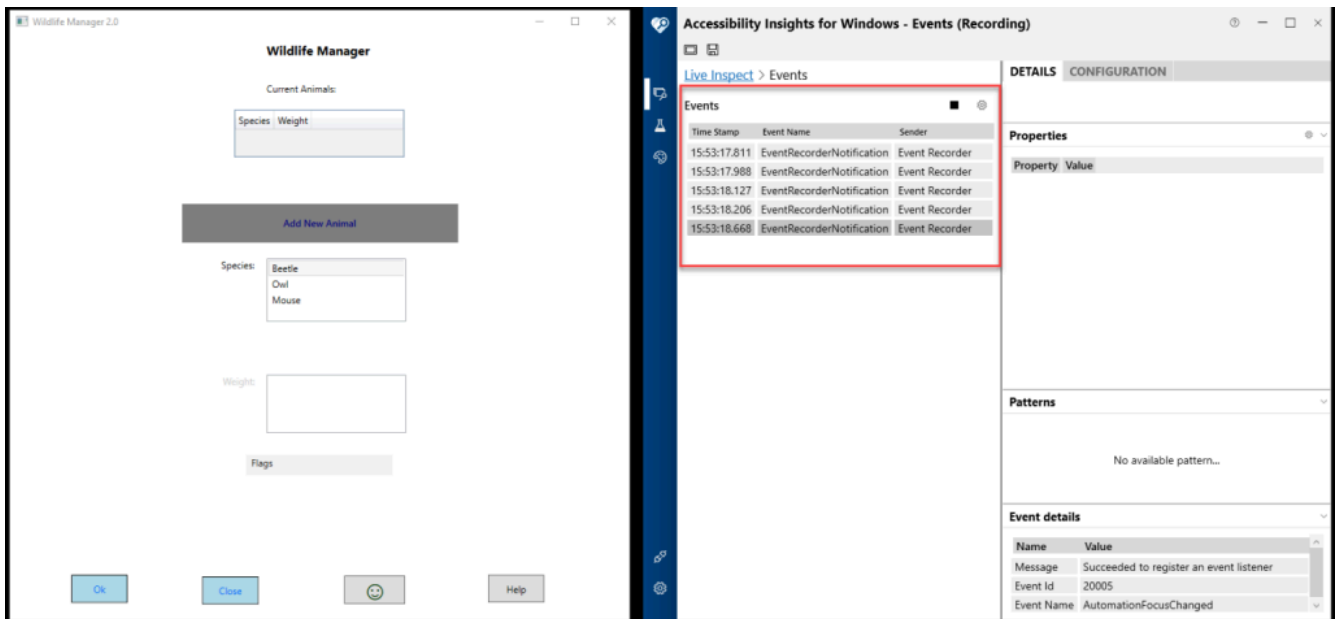 Wildlife Manager 2.0
Wildlife Manager
Current Animals:
Species Weight
Add New Animal
Species:
Beetle
Owl
Mouse
Weight:
Flags
Ok
Close
Help
Accessibility Insights for Windows - Events (Recording)
Live Inspect > Events
Events
Time Stamp Event Name Sender
15:53:17.811 EventRecorderNotification Event Recorder
15:53:17.988 EventRecorderNotification Event Recorder
15:53:18.127 EventRecorderNotification Event Recorder
15:53:18.206 EventRecorderNotification Event Recorder
15:53:18.668 EventRecorderNotification Event Recorder
DETAILS CONFIGURATION
Properties
Property Value
Patterns
No available pattern...
Event details
Name Value
Message Succeeded to register an event listener
Event Id 20005
Event Name AutomationFocusChanged